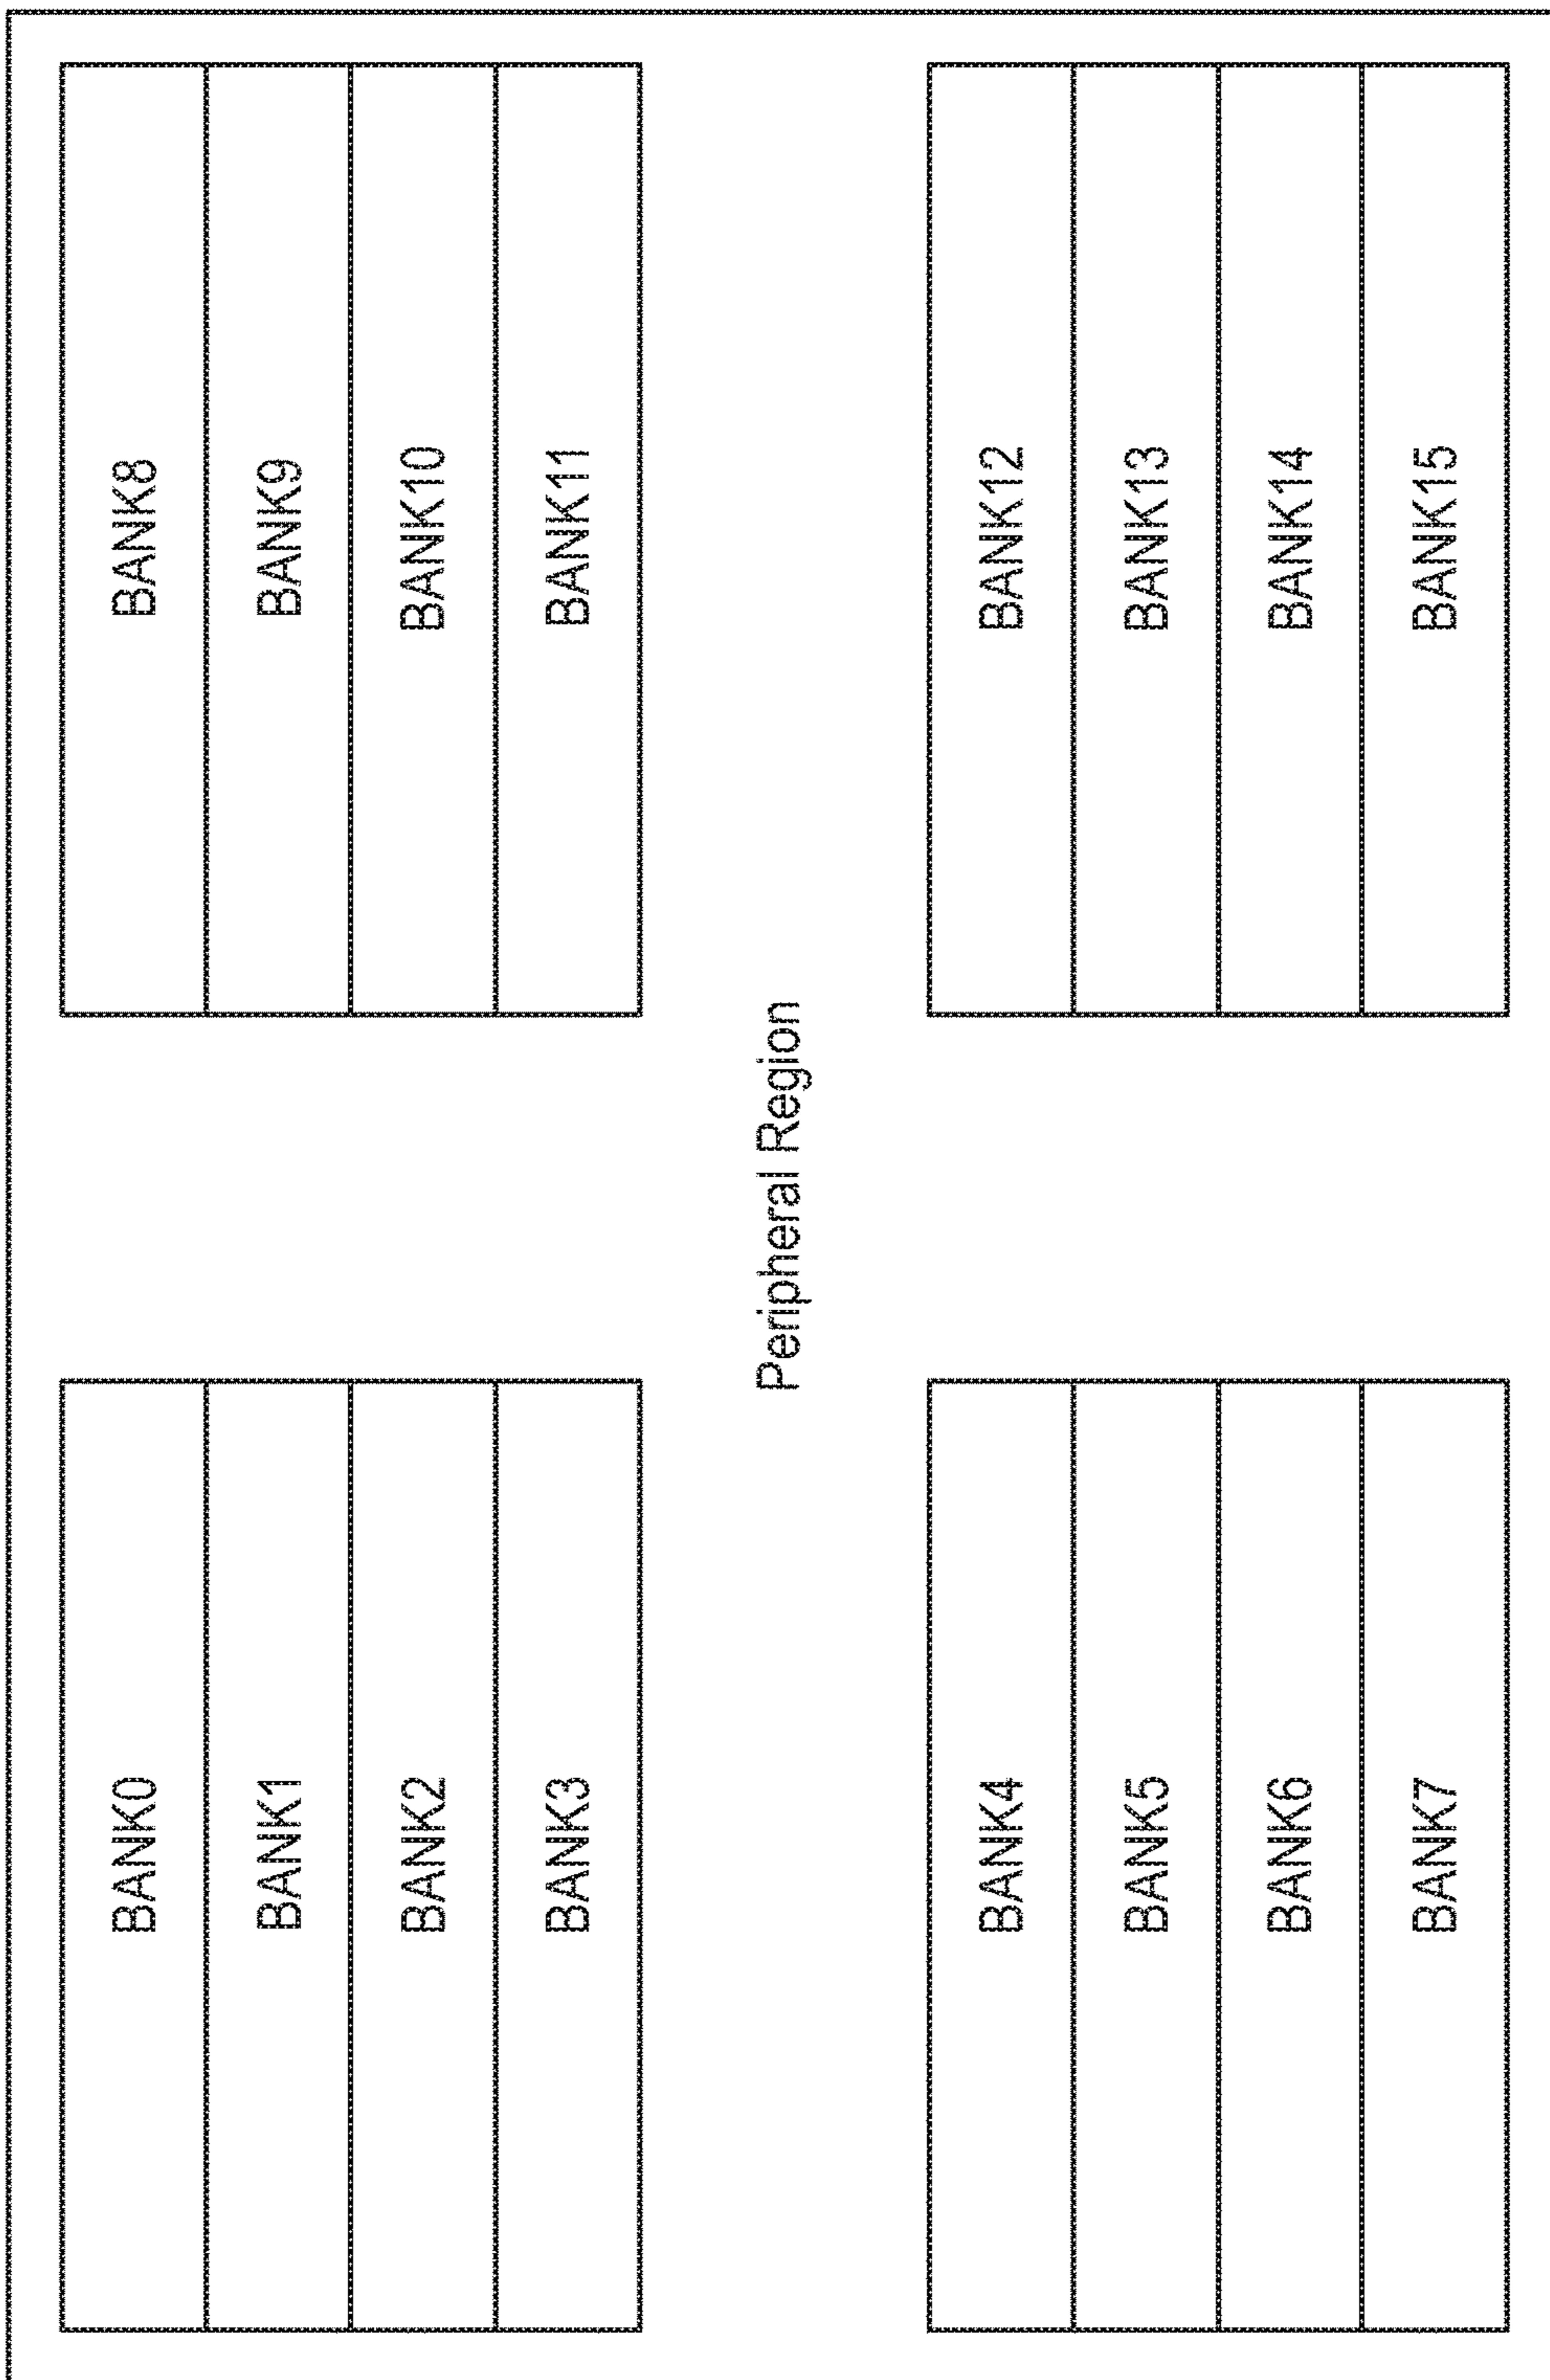 BANK0
BANK1
BANK2
BANK3
BANK8
BANK9
BANK10
BANK11
Peripheral Region
BANK4
BANK5
BANK6
BANK7
BANK12
BANK13
BANK14
BANK15